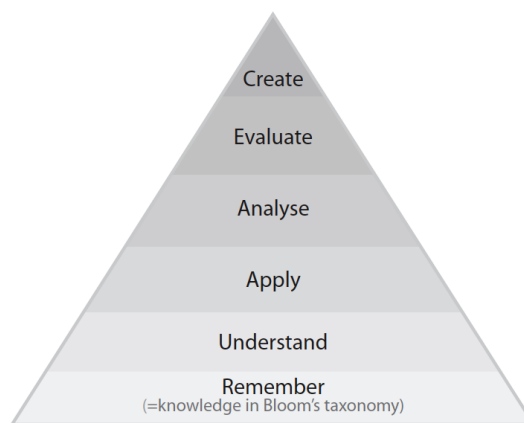 Create
Evaluate
Analyse
Apply
Understand
Remember
(=knowledge in Bloom's taxonomy)